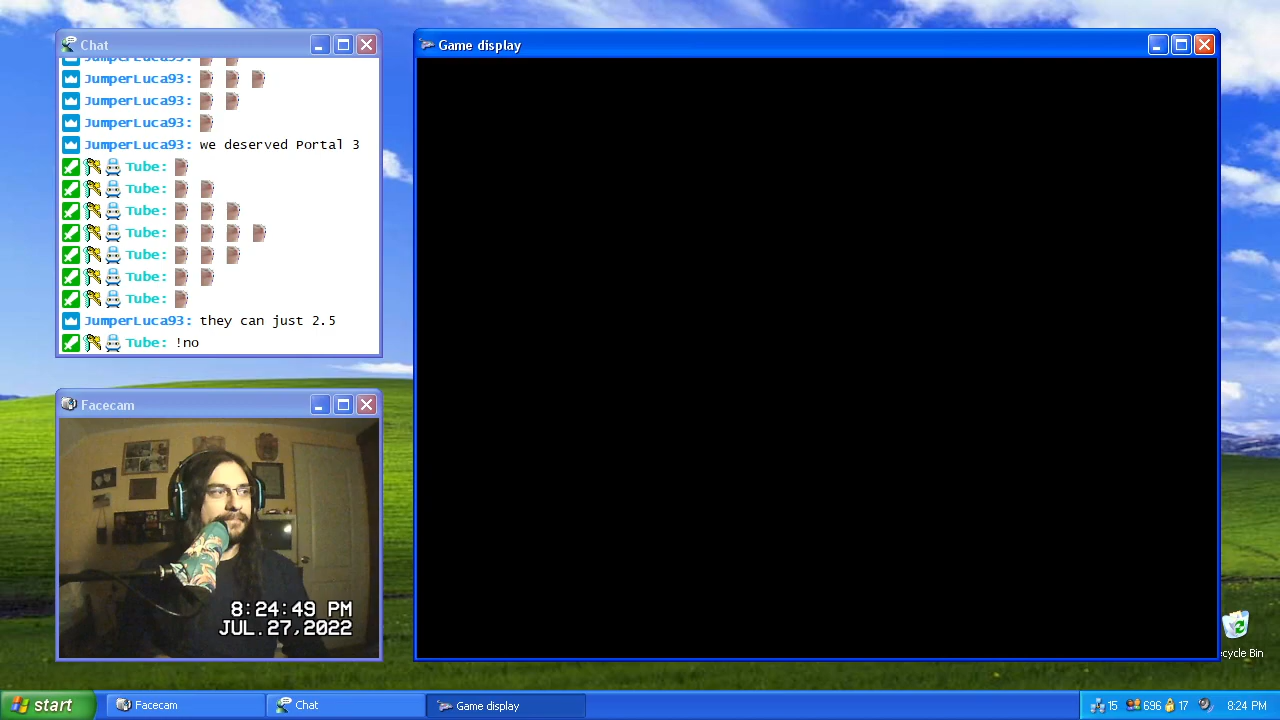 Chat
JumperLuca93:
JumperLuca93:
JumperLuca93:
JumperLuca93:
JumperLuca93: we deserved Portal 3
Tube:
Tube:
Tube:
Tube:
Tube:
Tube:
Tube:
JumperLuca93: they can just 2.5
Tube: !no
Game display
Facecam
8:24:49 PM
JUL.27,2022
ecycle Bin
start
Facecam
Chat
Game display
15
696
17
8:24 PM